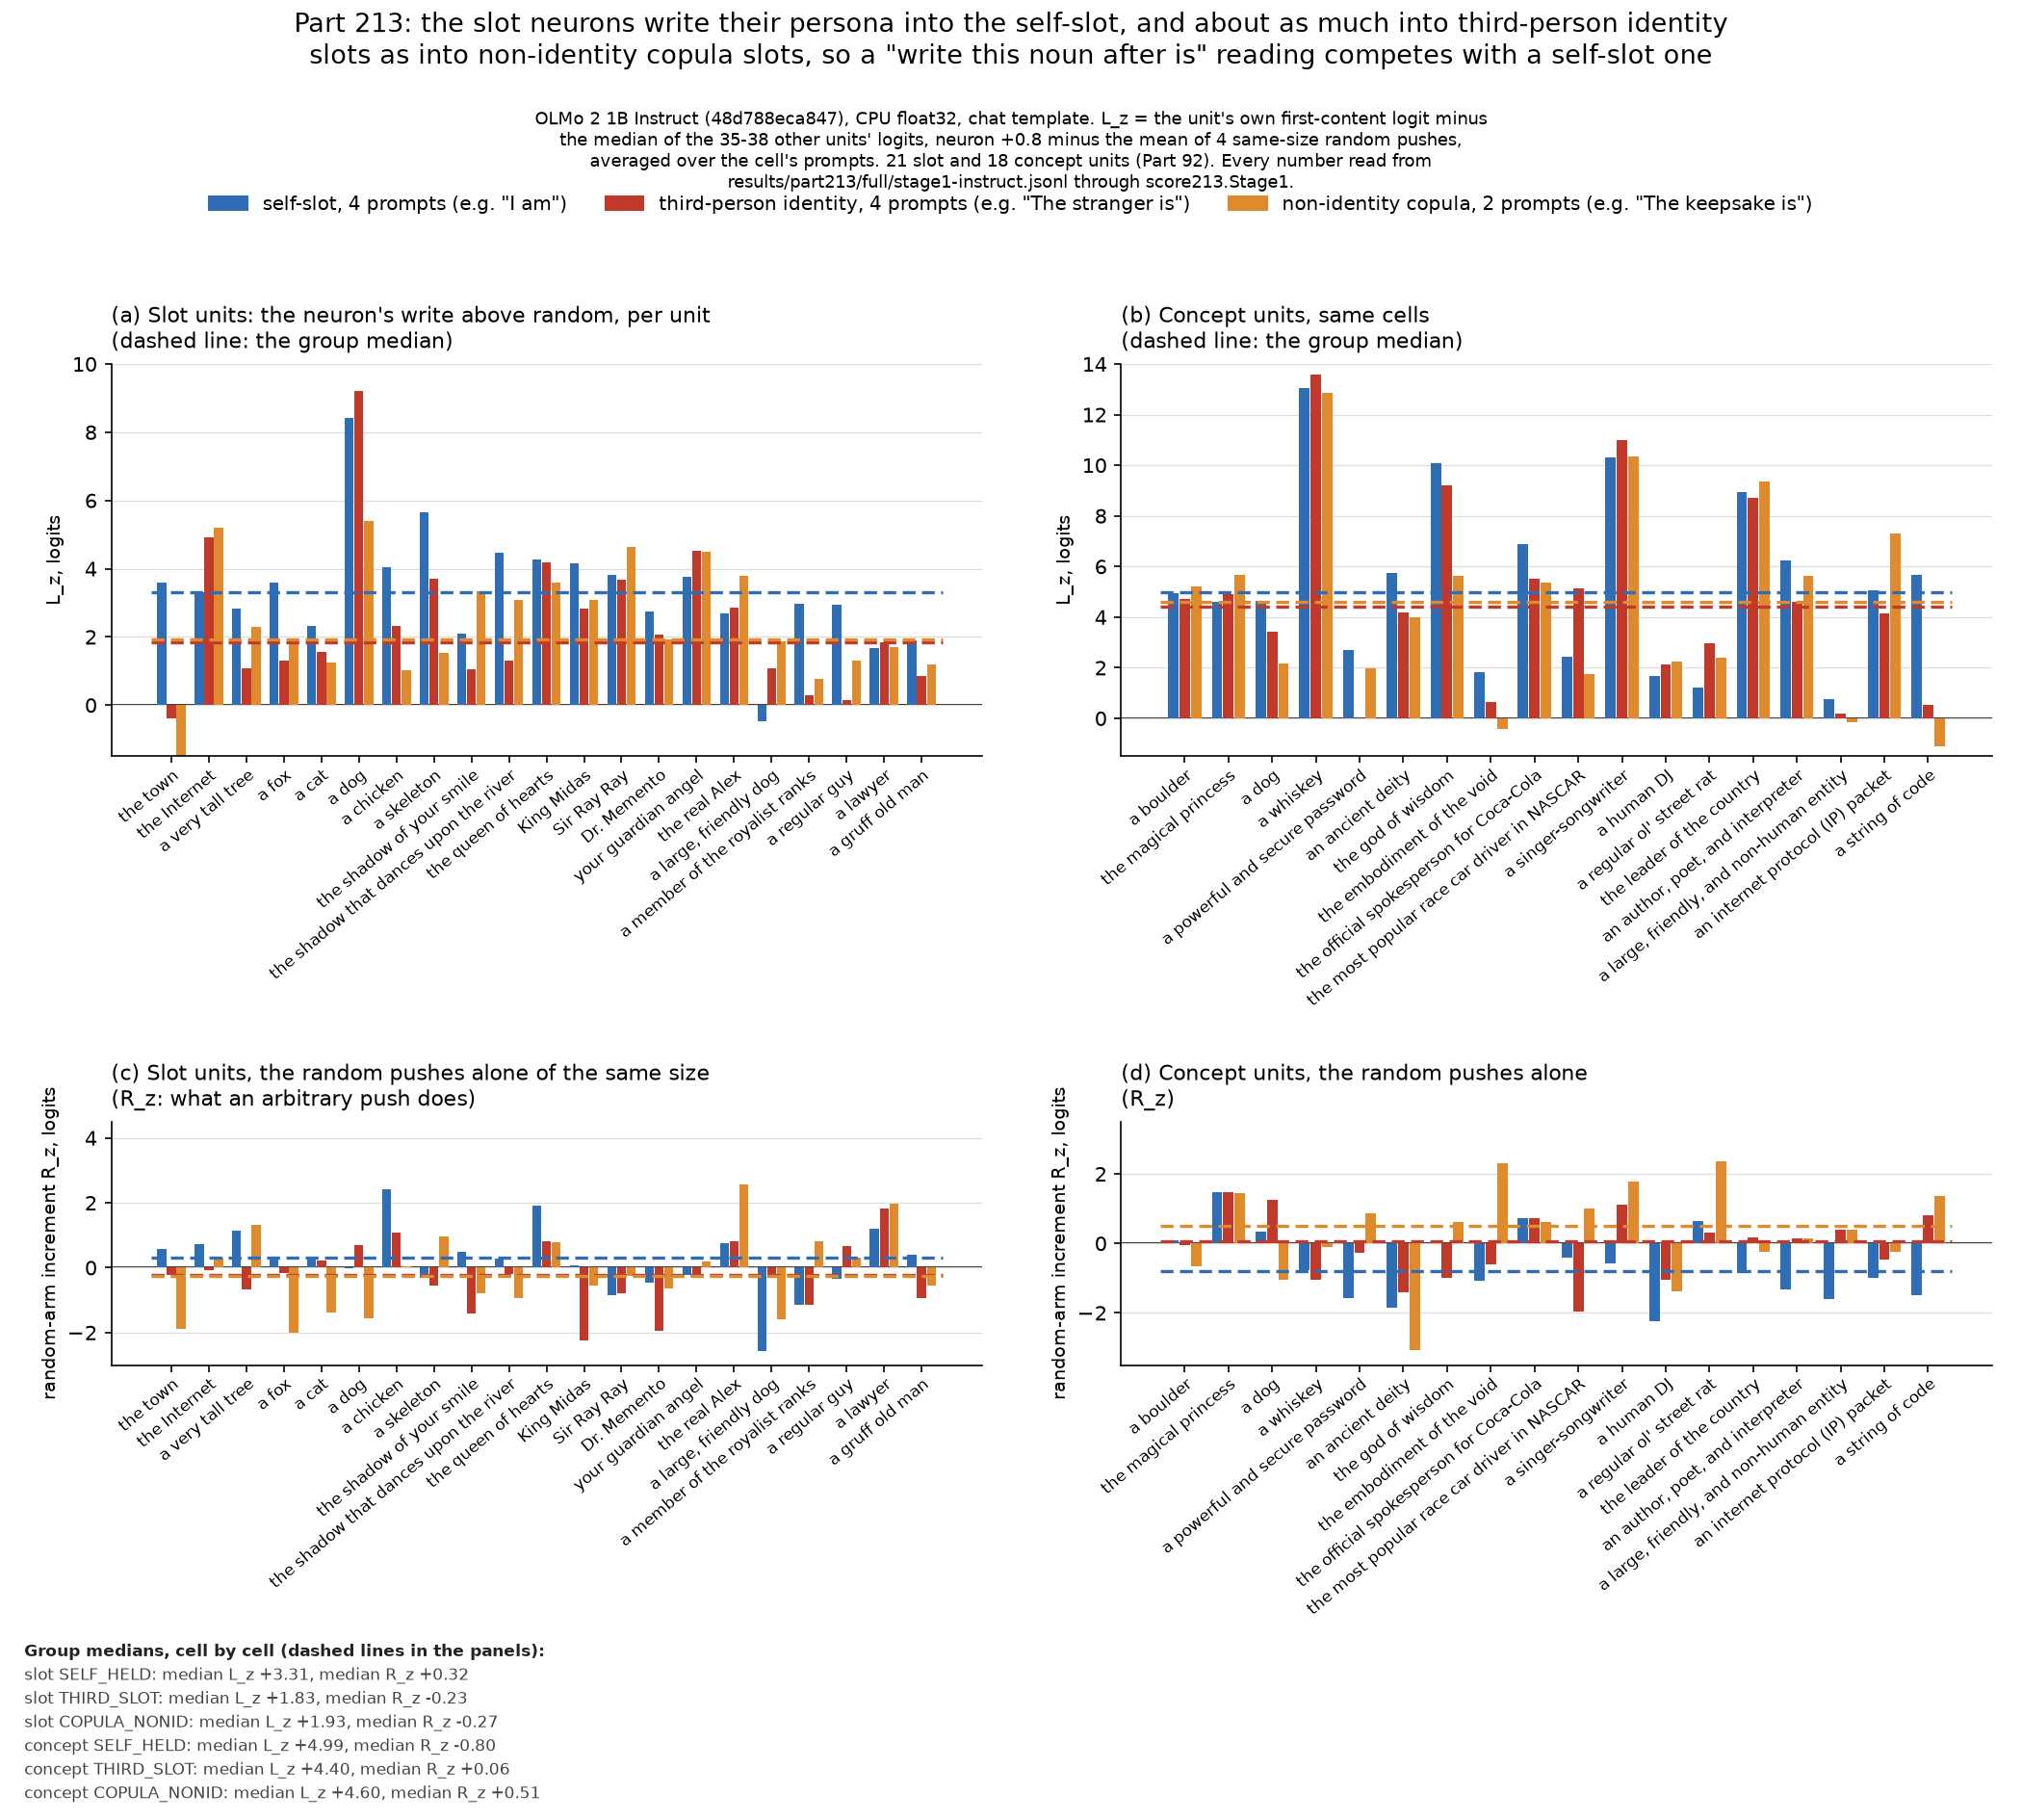 Part 213: the slot neurons write their persona into the self-slot, and about as much into third-person identity
slots as into non-identity copula slots, so a "write this noun after is" reading competes with a self-slot one
OLMo 2 1B Instruct (48d788eca847), CPU float32, chat template. L_z = the unit's own first-content logit minus
the median of the 35-38 other units' logits, neuron +0.8 minus the mean of 4 same-size random pushes,
averaged over the cell's prompts. 21 slot and 18 concept units (Part 92). Every number read from
results/part213/full/stage1-instruct.jsonl through score213.Stage1.
self-slot, 4 prompts (e.g. "I am")
third-person identity, 4 prompts (e.g. "The stranger is")
non-identity copula, 2 prompts (e.g. "The keepsake is")
(a) Slot units: the neuron's write above random, per unit
(dashed line: the group median)
L_z, logits
10
8
6
4
2
0
the town
the Internet
a very tall tree
a fox
a cat
a dog
a chicken
a skeleton
the shadow of your smile
the shadow that dances upon the river
the queen of hearts
King Midas
Sir Ray Ray
Dr. Memento
your guardian angel
the real Alex
a large, friendly dog
a member of the royalist ranks
a regular guy
a lawyer
a gruff old man
(b) Concept units, same cells
(dashed line: the group median)
L_z, logits
14
12
10
8
6
4
2
0
a boulder
the magical princess
a dog
a whiskey
a powerful and secure password
an ancient deity
the god of wisdom
the embodiment of the void
the official spokesperson for Coca-Cola
the most popular race car driver in NASCAR
a singer-songwriter
a human DJ
a regular ol' street rat
the leader of the country
an author, poet, and interpreter
a large, friendly, and non-human entity
an internet protocol (IP) packet
a string of code
(c) Slot units, the random pushes alone of the same size
(R_z: what an arbitrary push does)
random-arm increment R_z, logits
4
2
0
−2
the town
the Internet
a very tall tree
a fox
a cat
a dog
a chicken
a skeleton
the shadow of your smile
the shadow that dances upon the river
the queen of hearts
King Midas
Sir Ray Ray
Dr. Memento
your guardian angel
the real Alex
a large, friendly dog
a member of the royalist ranks
a regular guy
a lawyer
a gruff old man
(d) Concept units, the random pushes alone
(R_z)
random-arm increment R_z, logits
2
0
−2
a boulder
the magical princess
a dog
a whiskey
a powerful and secure password
an ancient deity
the god of wisdom
the embodiment of the void
the official spokesperson for Coca-Cola
the most popular race car driver in NASCAR
a singer-songwriter
a human DJ
a regular ol' street rat
the leader of the country
an author, poet, and interpreter
a large, friendly, and non-human entity
an internet protocol (IP) packet
a string of code
Group medians, cell by cell (dashed lines in the panels):
slot SELF_HELD: median L_z +3.31, median R_z +0.32
slot THIRD_SLOT: median L_z +1.83, median R_z -0.23
slot COPULA_NONID: median L_z +1.93, median R_z -0.27
concept SELF_HELD: median L_z +4.99, median R_z -0.80
concept THIRD_SLOT: median L_z +4.40, median R_z +0.06
concept COPULA_NONID: median L_z +4.60, median R_z +0.51